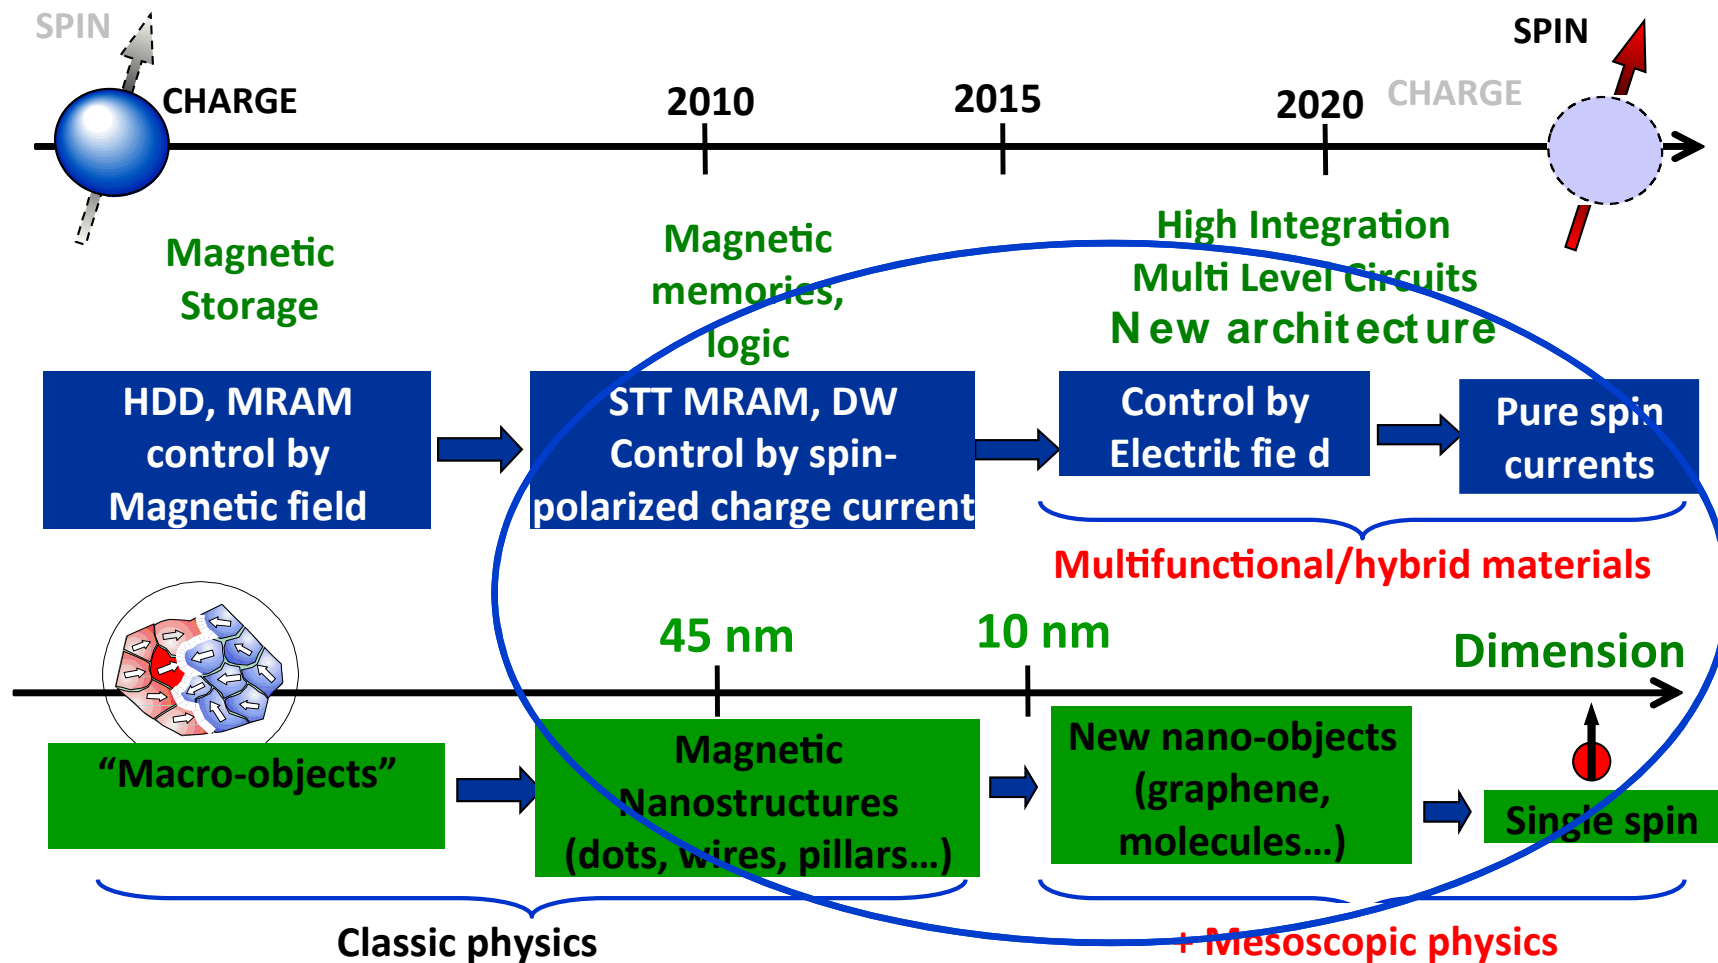 SPIN
SPIN
CHARGE
2010
2015
2020
CHARGE
Magnetic
Storage
Magnetic
memories,
logic
High Integration
Multi Level Circuits
New architecture
HDD, MRAM
control by
Magnetic field
STT MRAM, DW
Control by spin-
polarized charge current
Control by
Electric fie d
Pure spin
currents
Multifunctional/hybrid materials
45 nm
10 nm
Dimension
“Macro-objects”
Magnetic
Nanostructures
(dots, wires, pillars...)
New nano-objects
(graphene,
molecules...)
Single spin
Classic physics
+ Mesoscopic physics